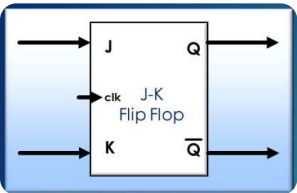 J Q
clk J-K
Flip Flop
K Q̅